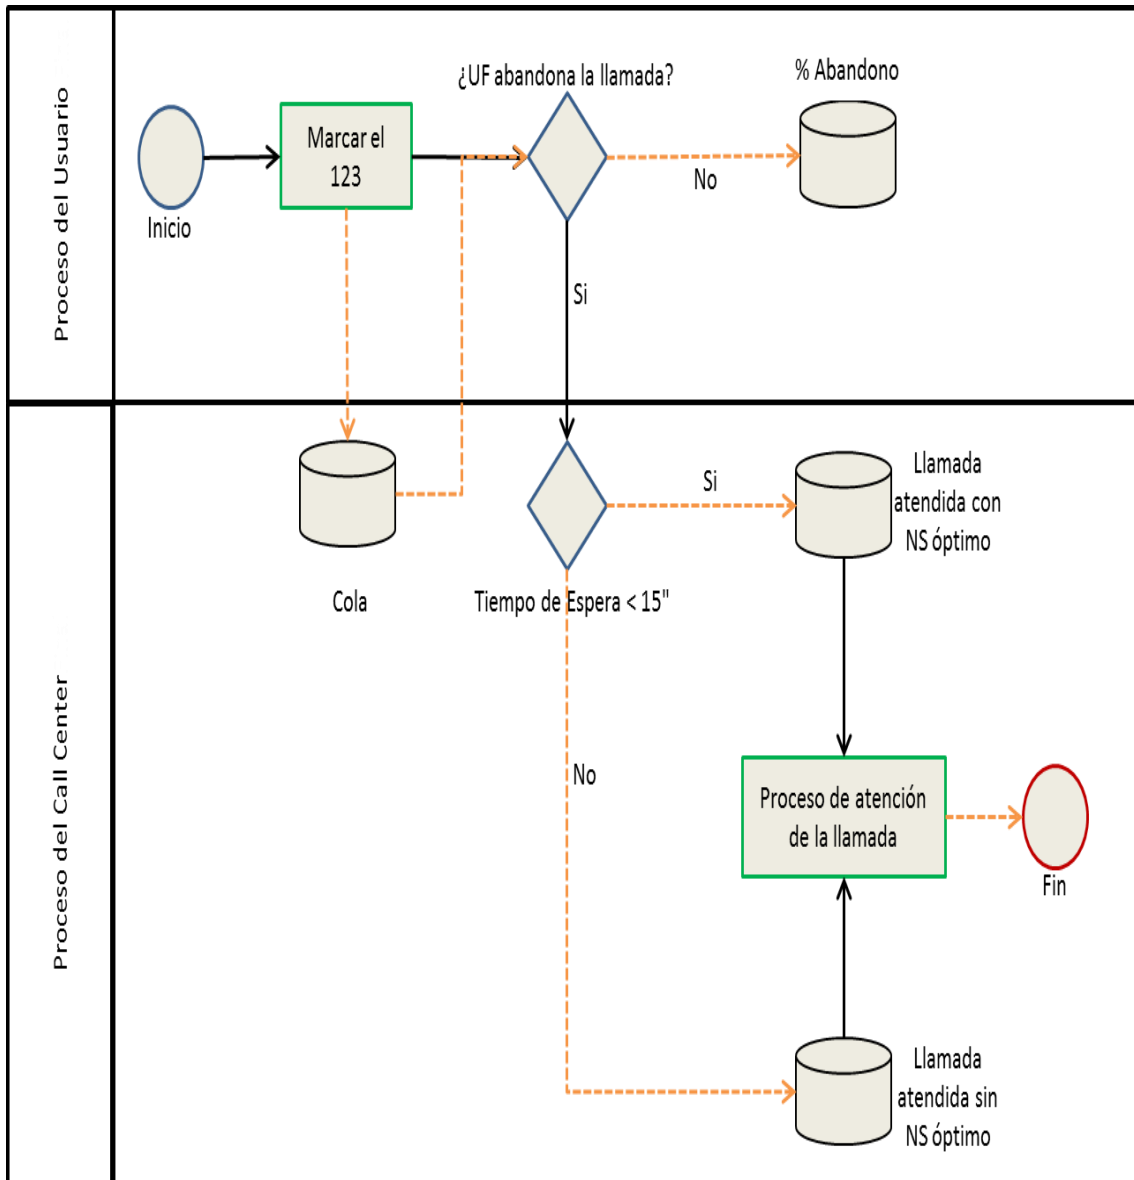 Proceso del Usuario
¿UF abandona la llamada?
% Abandono
Marcar el
123
No
Inicio
Si
Proceso del Call Center
Si
Llamada
atendida con
NS óptimo
Cola
Tiempo de Espera < 15"
No
Proceso de atención
de la llamada
Fin
Llamada
atendida sin
NS óptimo